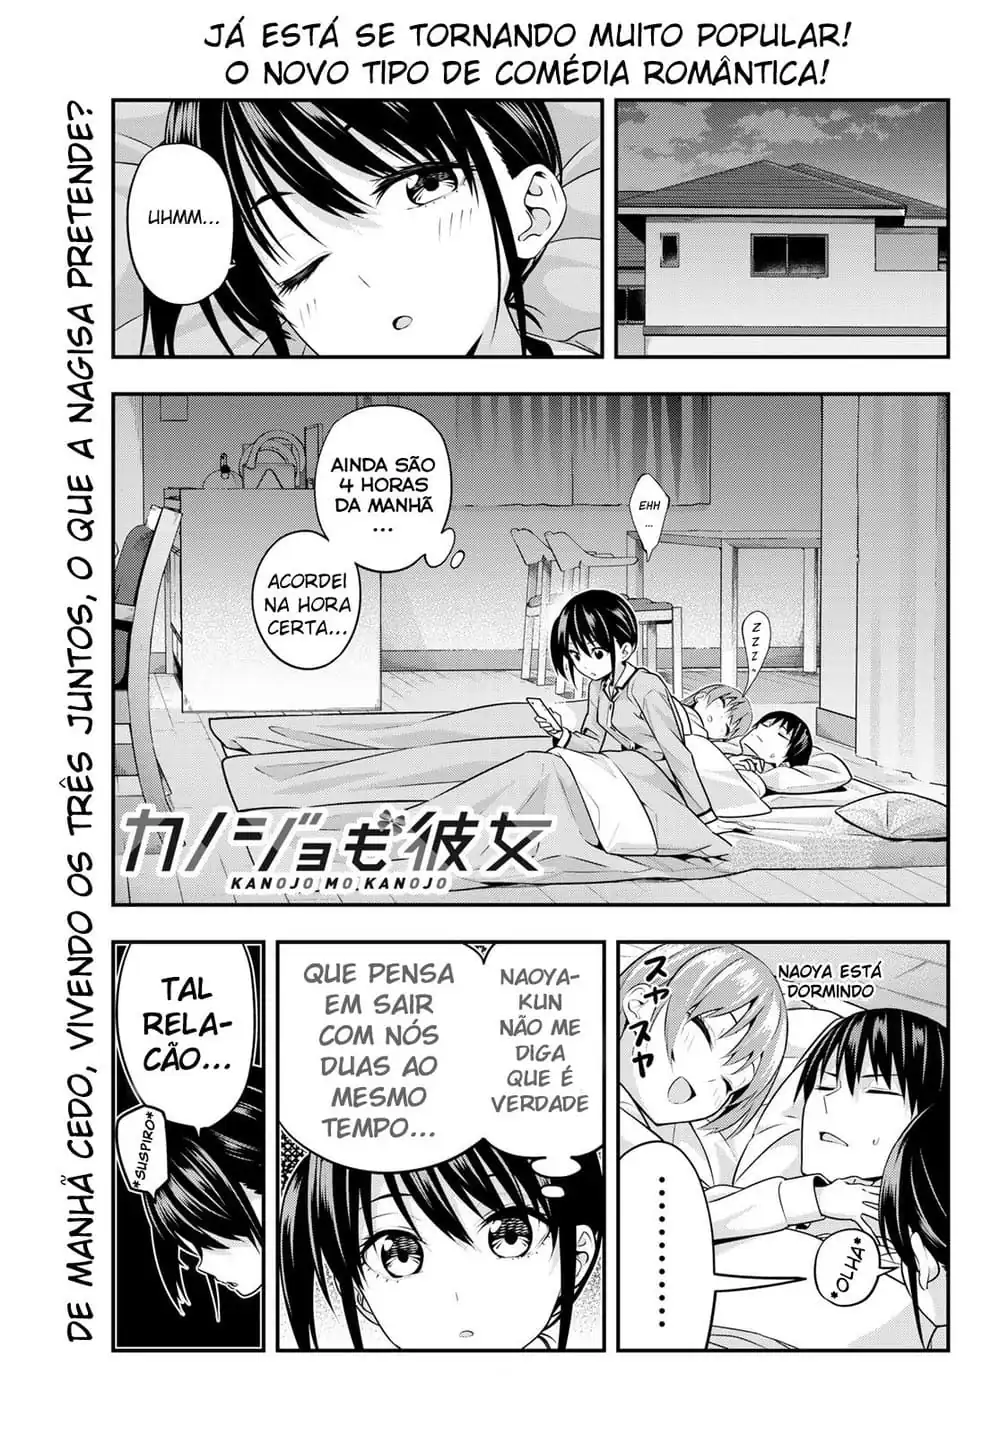 JÁ ESTÁ SE TORNANDO MUITO POPULAR!
O NOVO TIPO DE COMÉDIA ROMÂNTICA!
DE MANHÃ CEDO, VIVENDO OS TRÊS JUNTOS, O QUE A NAGISA PRETENDE?
UHMM...
EHH
...
AINDA SÃO
4 HORAS
DA MANHÃ
...
ACORDEI
NA HORA
CERTA...
Z Z Z
カノジョも彼女
KANOJO MO KANOJO
NAOYA ESTÁ
DORMINDO
スヤスヤ
.........
*OLHA*
NAOYA-
KUN
NÃO ME
DIGA
QUE É
VERDADE
QUE PENSA
EM SAIR
COM NÓS
DUAS AO
MESMO
TEMPO...
TAL
RELA-
CÃO...
*SUSPIRO*